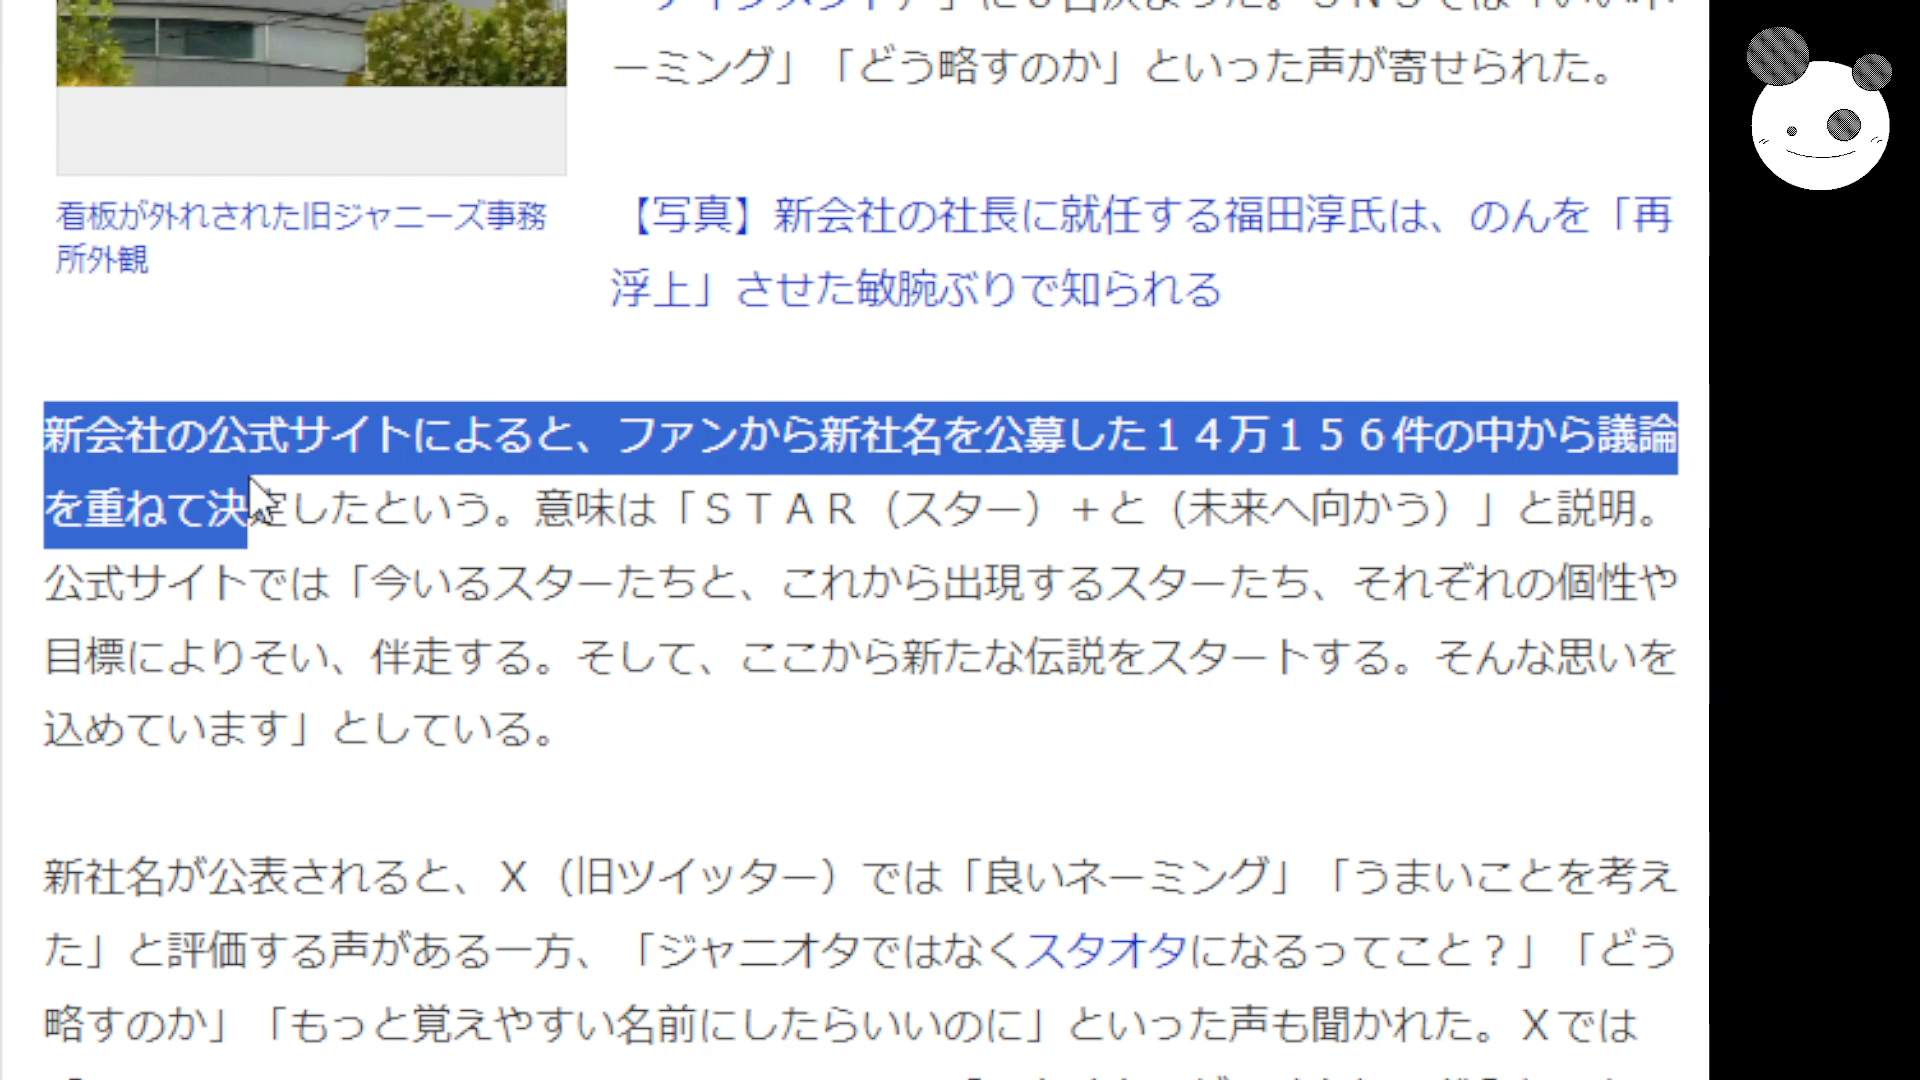 ーミング」「どう略すのか」といった声が寄せられた。
【写真】新会社の社長に就任する福田淳氏は、のんを「再
浮上」させた敏腕ぶりで知られる
看板が外れされた旧ジャニーズ事務
所外観
新会社の公式サイトによると、ファンから新社名を公募した１４万１５６件の中から議論
を重ねて決定したという。意味は「ＳＴＡＲ（スター）＋と（未来へ向かう）」と説明。
公式サイトでは「今いるスターたちと、これから出現するスターたち、それぞれの個性や
目標によりそい、伴走する。そして、ここから新たな伝説をスタートする。そんな思いを
込めています」としている。
新社名が公表されると、Ｘ（旧ツイッター）では「良いネーミング」「うまいことを考え
た」と評価する声がある一方、「ジャニオタではなくスタオタになるってこと？」「どう
略すのか」「もっと覚えやすい名前にしたらいいのに」といった声も聞かれた。Ｘでは